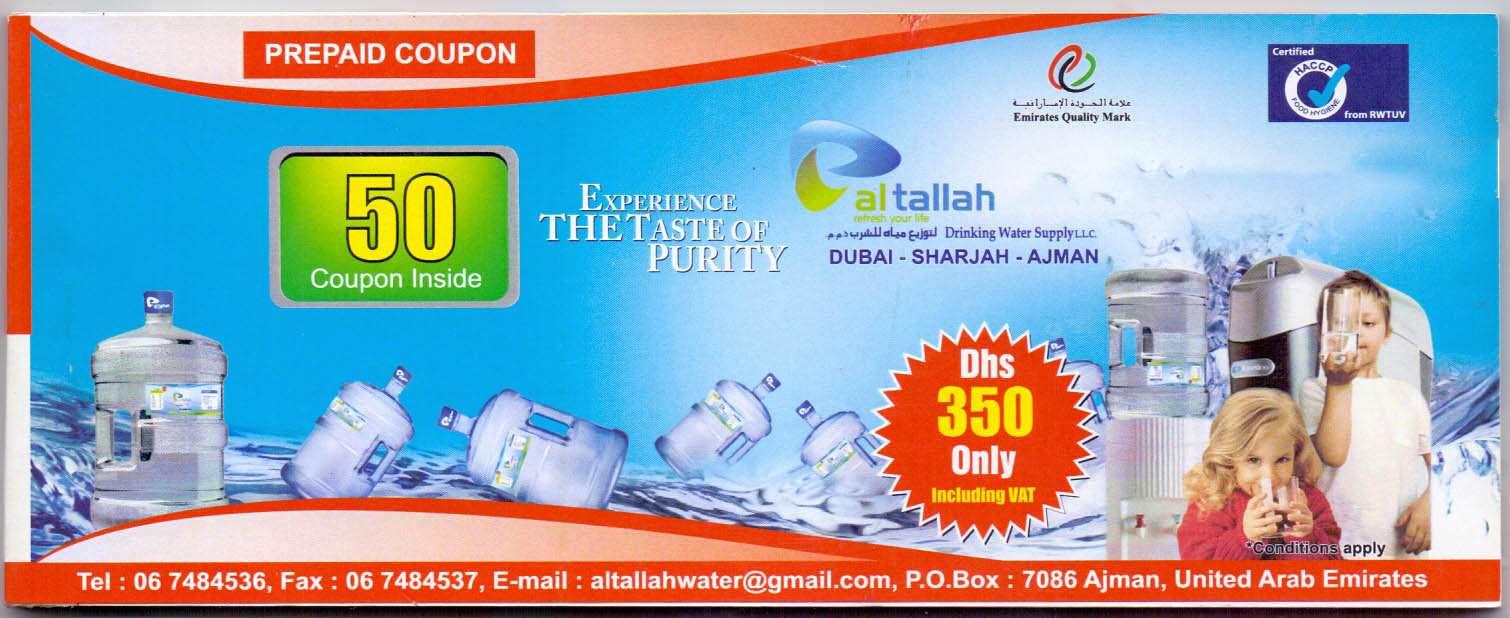 PREPAID COUPON
50
Coupon Inside
EXPERIENCE
THE TASTE OF
PURITY
al tallah
refresh your life
لتوزيع مياه للشرب ذ.م.م. Drinking Water Supply L.L.C.
DUBAI - SHARJAH - AJMAN
علامة الجودة الإماراتية
Emirates Quality Mark
Certified
HACCP
FOOD HYGIENE
from RWTUV
Dhs
350
Only
Including VAT
*Conditions apply
Tel : 06 7484536, Fax : 06 7484537, E-mail : altallahwater@gmail.com, P.O.Box : 7086 Ajman, United Arab Emirates